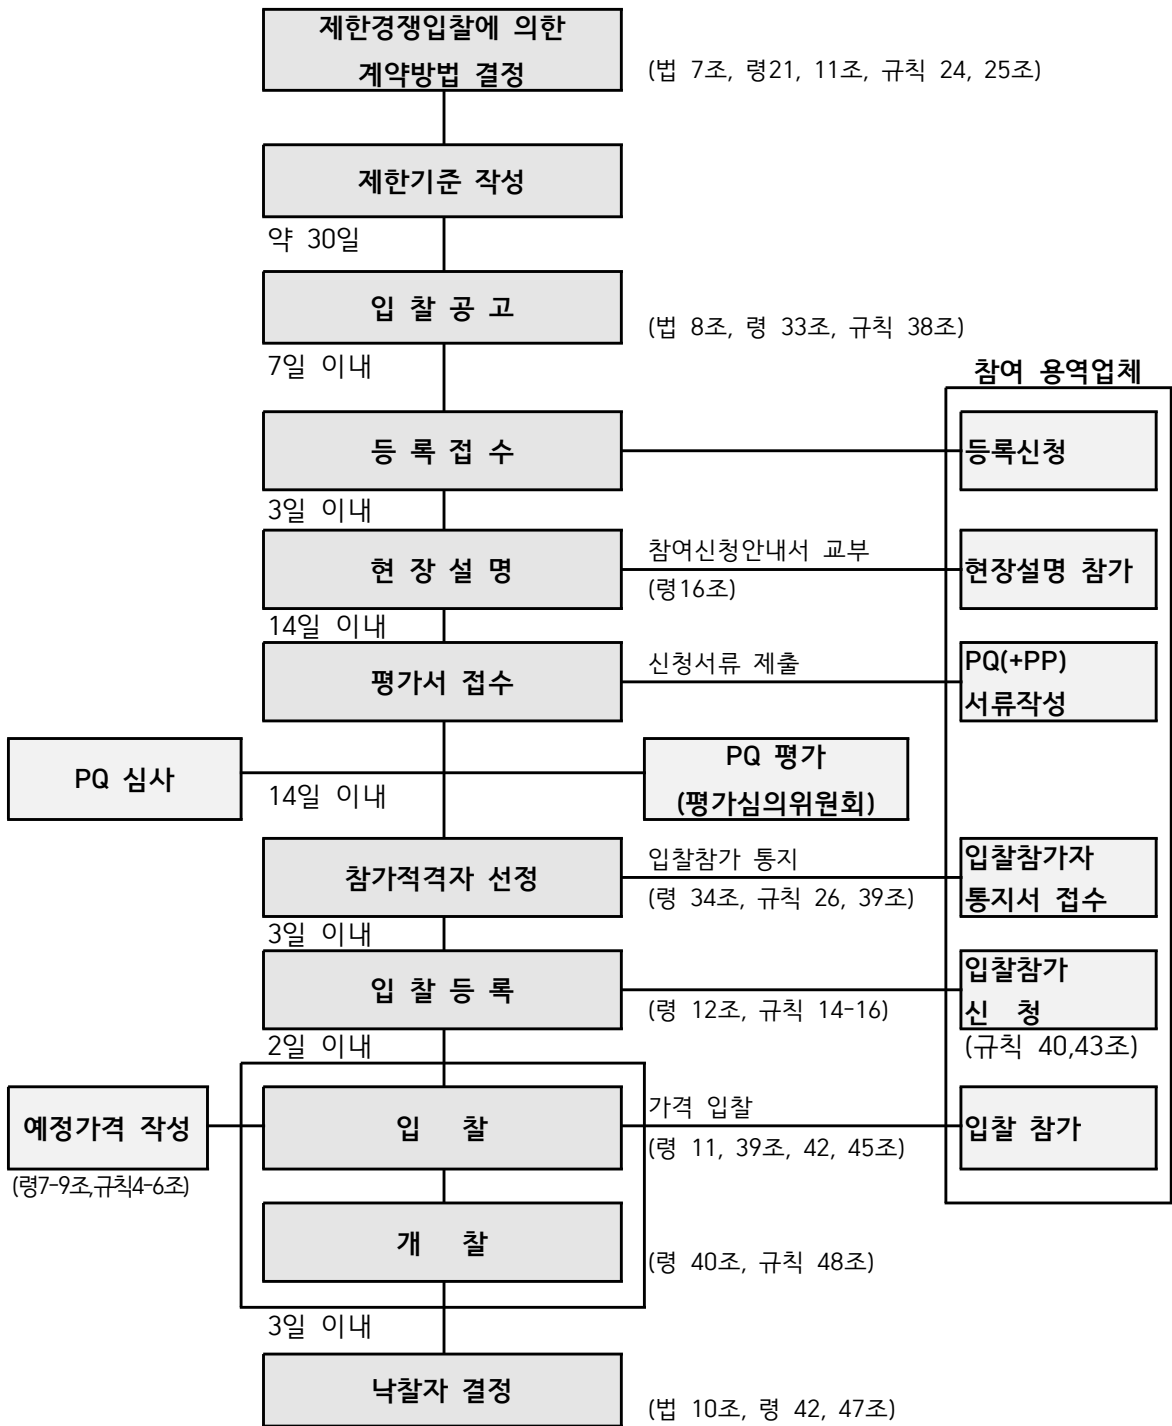 제한경쟁입찰에 의한
계약방법 결정
(법 7조, 령21, 11조, 규칙 24, 25조)
제한기준 작성
약 30일
입 찰 공 고
(법 8조, 령 33조, 규칙 38조)
7일 이내
참여 용역업체
등 록 접 수
등록신청
3일 이내
현 장 설 명
참여신청안내서 교부
(령16조)
현장설명 참가
14일 이내
평가서 접수
신청서류 제출
PQ(+PP)
서류작성
PQ 심사
14일 이내
PQ 평가
(평가심의위원회)
참가적격자 선정
입찰참가 통지
(령 34조, 규칙 26, 39조)
입찰참가자
통지서 접수
3일 이내
입 찰 등 록
(령 12조, 규칙 14-16)
입찰참가
신 청
(규칙 40,43조)
2일 이내
예정가격 작성
(령7-9조,규칙4-6조)
입 찰
가격 입찰
(령 11, 39조, 42, 45조)
입찰 참가
개 찰
(령 40조, 규칙 48조)
3일 이내
낙찰자 결정
(법 10조, 령 42, 47조)